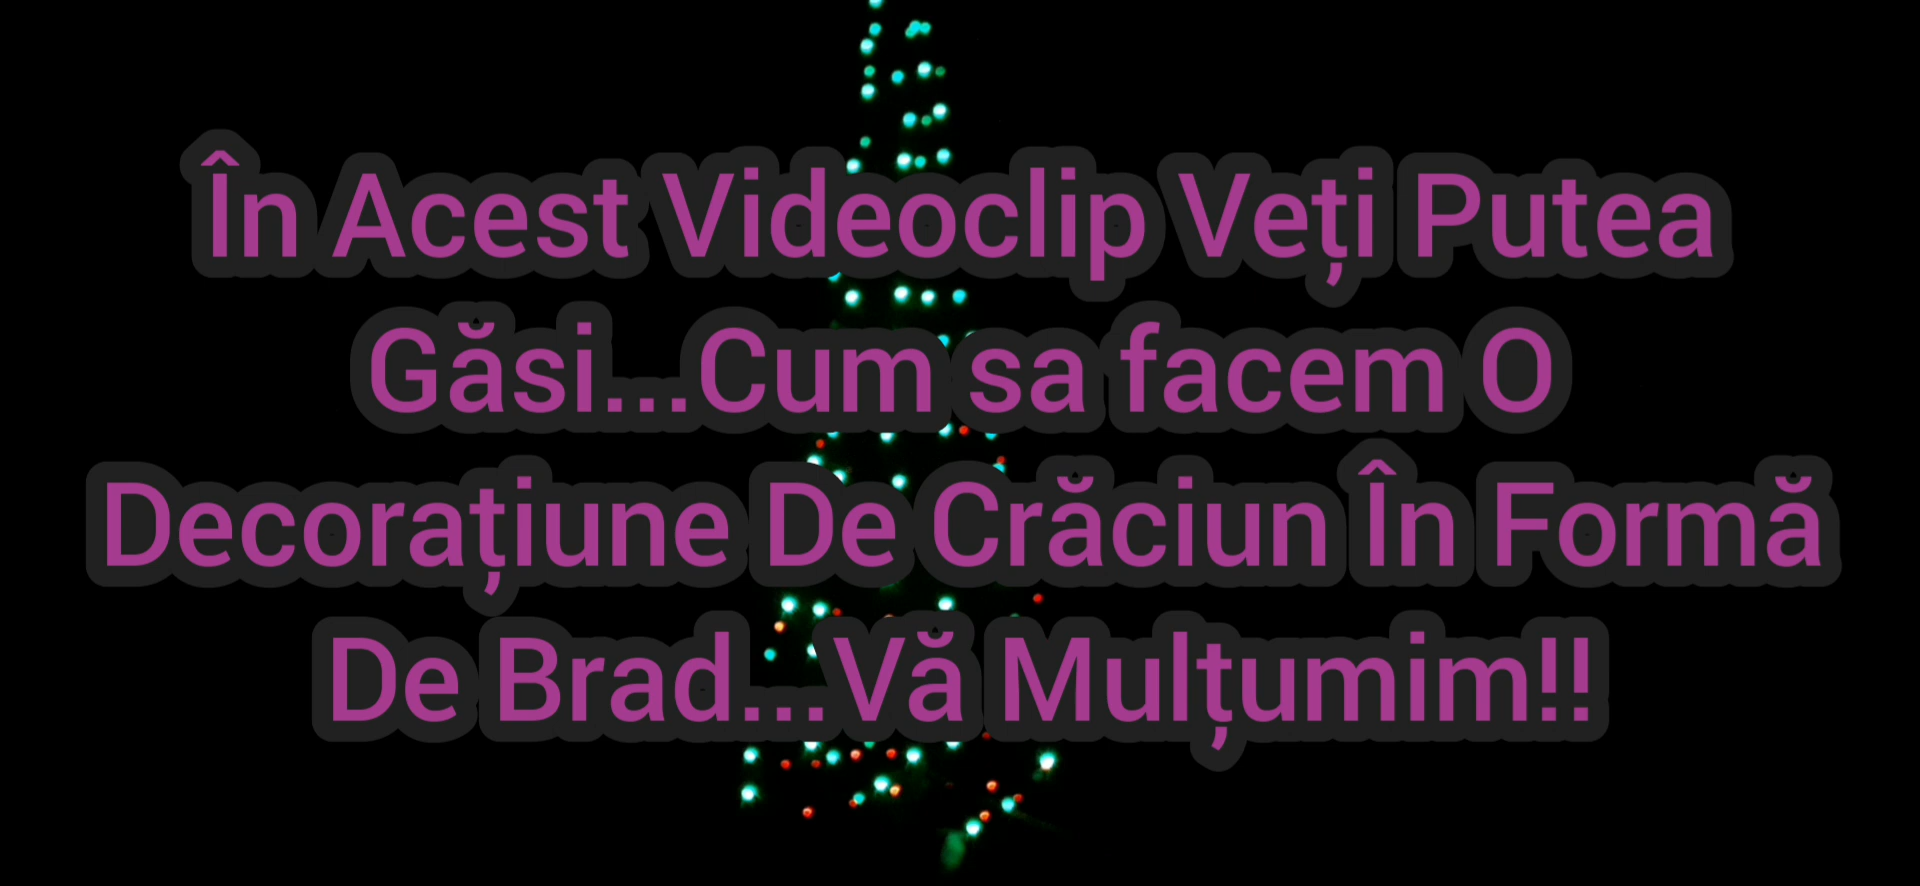 În Acest Videoclip Veți Putea
Găsi...Cum sa facem O
Decorațiune De Crăciun În Formă
De Brad...Vă Mulțumim!!